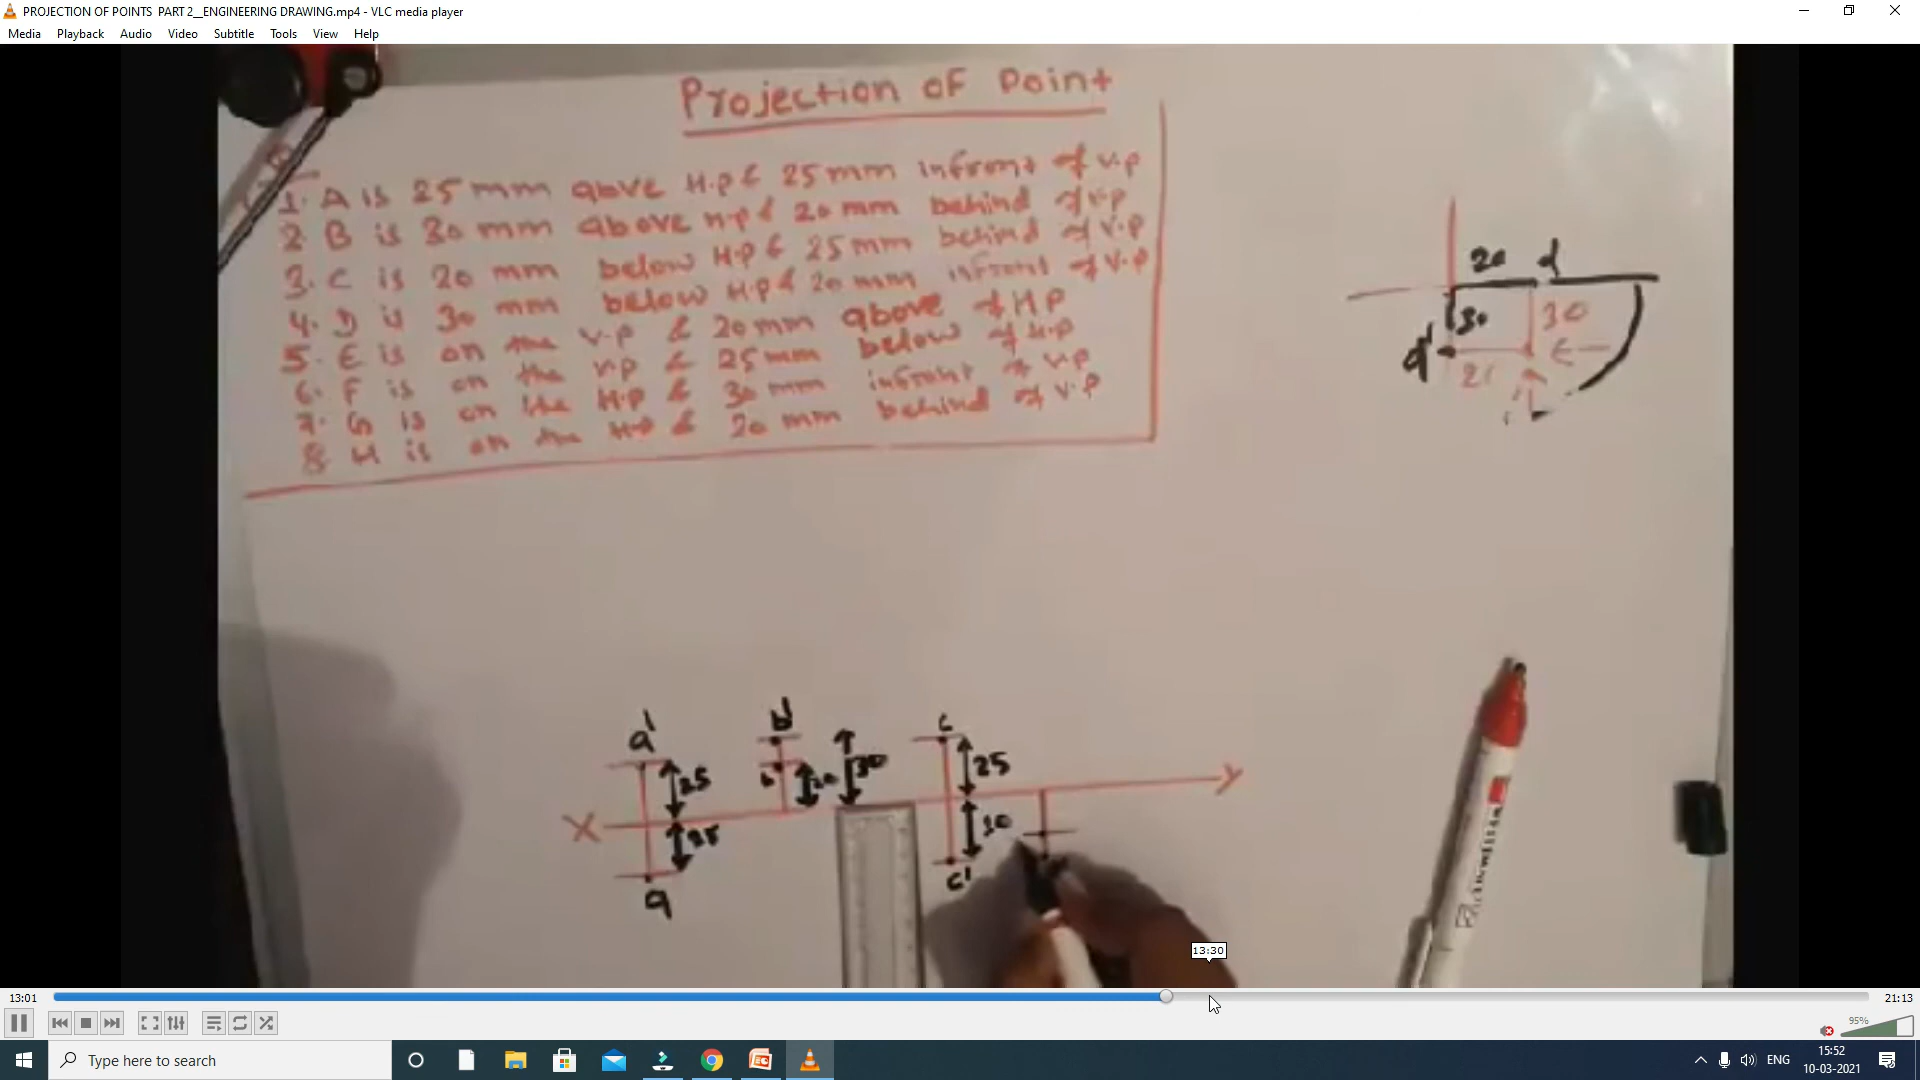 PROJECTION OF POINTS PART 2__ENGINEERING DRAWING.mp4 - VLC media player
Media Playback Audio Video Subtitle Tools View Help
Projection of Point
1. A is 25 mm above H.p & 25 mm infront of v.p
2. B is 30 mm above H.p & 20 mm behind of v.p
3. C is 20 mm below H.p & 25 mm behind of v.p
4. D is 30 mm below H.p & 20 mm infront of v.p
5. E is on the v.p & 20 mm above of HP
6. F is on the v.p & 25 mm below of H.p
7. G is on the H.p & 30 mm infront of v.p
8 H is on the H.p & 20 mm behind of v.p
20 d
30 30
d'
a' b' c
b
25 20 30 25
X Y
25
30
a c'
13:30
13:01 21:13
95%
Type here to search
ENG
15:52
10-03-2021